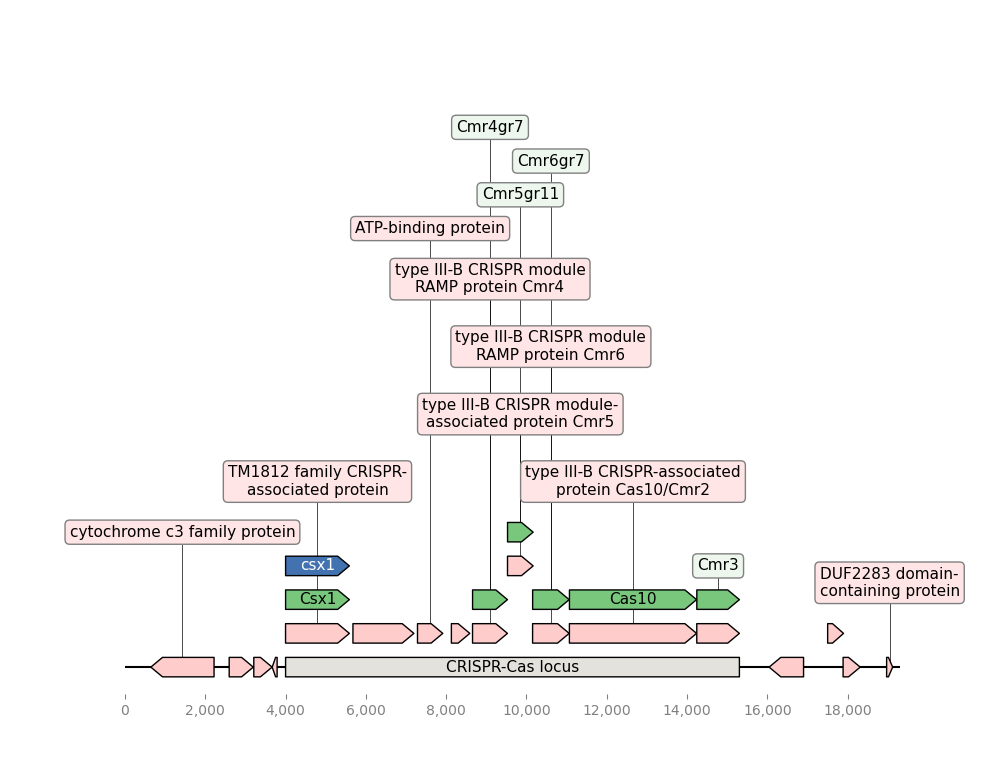 Cmr4gr7
Cmr6gr7
Cmr5gr11
ATP-binding protein
type III-B CRISPR module
RAMP protein Cmr4
type III-B CRISPR module
RAMP protein Cmr6
type III-B CRISPR module-
associated protein Cmr5
TM1812 family CRISPR-
associated protein
type III-B CRISPR-associated
protein Cas10/Cmr2
cytochrome c3 family protein
csx1
Cmr3
DUF2283 domain-
containing protein
Csx1
Cas10
CRISPR-Cas locus
0 2,000 4,000 6,000 8,000 10,000 12,000 14,000 16,000 18,000